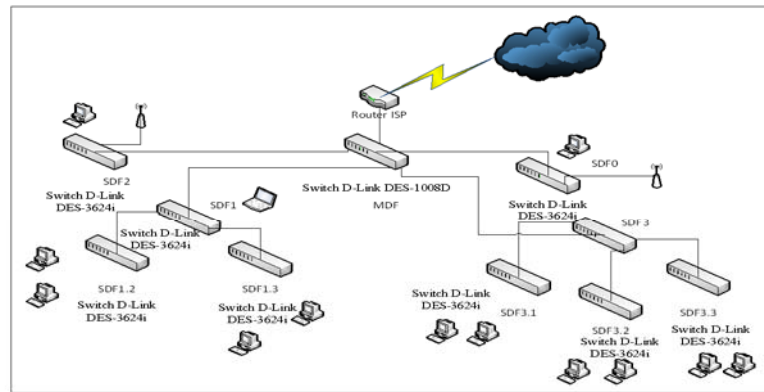 Router ISP
SDF2
Switch D-Link
DES-3624i
Switch D-Link DES-1008D
MDF
SDF0
Switch D-Link
DES-3624i
SDF1
Switch D-Link
DES-3624i
SDF3
SDF1.2
Switch D-Link
DES-3624i
SDF1.3
Switch D-Link
DES-3624i
Switch D-Link
DES-3624i
SDF3.1
SDF3.2
Switch D-Link
DES-3624i
SDF3.3
Switch D-Link
DES-3624i